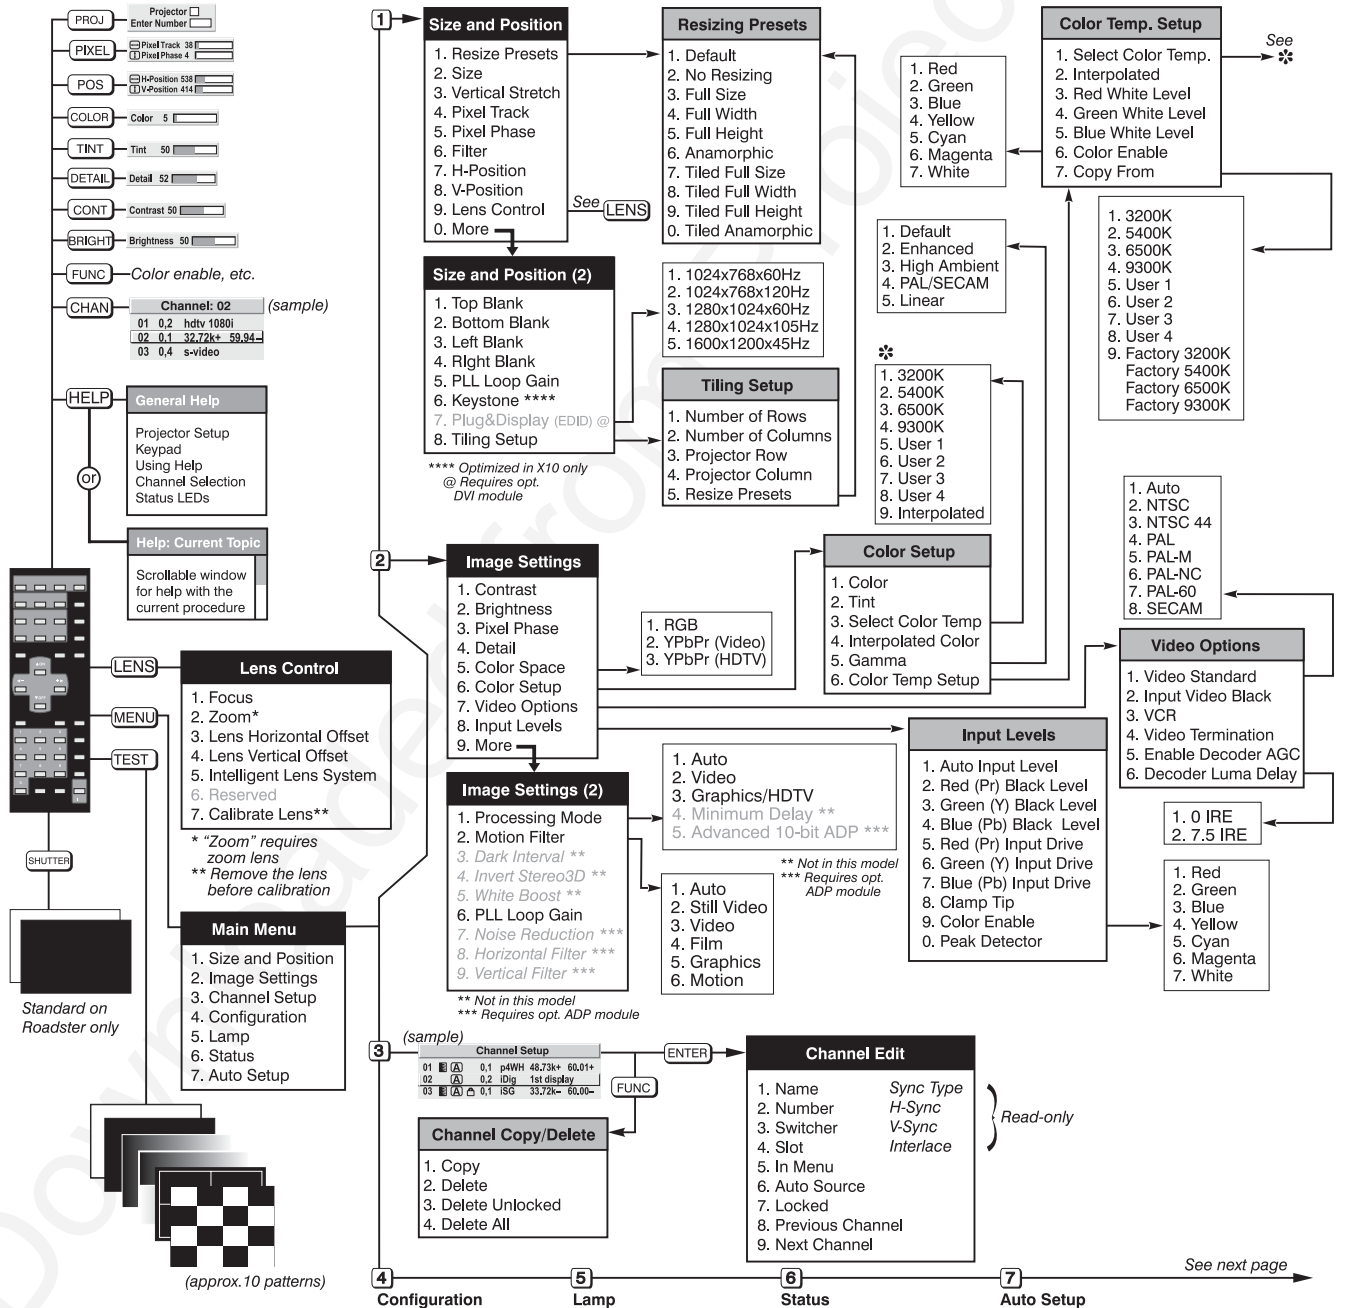 PROJ
Projector
Enter Number
PIXEL
Pixel Track 38
Pixel Phase 4
POS
H-Position 538
V-Position 414
COLOR
Color 5
TINT
Tint 50
DETAIL
Detail 52
CONT
Contrast 50
BRIGHT
Brightness 50
FUNC
Color enable, etc.
CHAN
Channel: 02
(sample)
01 0,2 hdtv 1080i
02 0,1 32.72k+ 59.94–
03 0,4 s-video
HELP
General Help
Projector Setup
Keypad
Using Help
Channel Selection
Status LEDs
or
Help: Current Topic
Scrollable window
for help with the
current procedure
LENS
MENU
TEST
SHUTTER
Standard on
Roadster only
Lens Control
1. Focus
2. Zoom*
3. Lens Horizontal Offset
4. Lens Vertical Offset
5. Intelligent Lens System
6. Reserved
7. Calibrate Lens**
* “Zoom” requires
zoom lens
** Remove the lens
before calibration
Main Menu
1. Size and Position
2. Image Settings
3. Channel Setup
4. Configuration
5. Lamp
6. Status
7. Auto Setup
(approx.10 patterns)
1
Size and Position
1. Resize Presets
2. Size
3. Vertical Stretch
4. Pixel Track
5. Pixel Phase
6. Filter
7. H-Position
8. V-Position
9. Lens Control
0. More
See LENS
Size and Position (2)
1. Top Blank
2. Bottom Blank
3. Left Blank
4. RIght Blank
5. PLL Loop Gain
6. Keystone ****
7. Plug&Display (EDID) @
8. Tiling Setup
**** Optimized in X10 only
@ Requires opt.
DVI module
Resizing Presets
1. Default
2. No Resizing
3. Full Size
4. Full Width
5. Full Height
6. Anamorphic
7. Tiled Full Size
8. Tiled Full Width
9. Tiled Full Height
0. Tiled Anamorphic
1. 1024x768x60Hz
2. 1024x768x120Hz
3. 1280x1024x60Hz
4. 1280x1024x105Hz
5. 1600x1200x45Hz
Tiling Setup
1. Number of Rows
2. Number of Columns
3. Projector Row
4. Projector Column
5. Resize Presets
Color Temp. Setup
1. Select Color Temp.
2. Interpolated
3. Red White Level
4. Green White Level
5. Blue White Level
6. Color Enable
7. Copy From
See
✽
1. Red
2. Green
3. Blue
4. Yellow
5. Cyan
6. Magenta
7. White
1. 3200K
2. 5400K
3. 6500K
4. 9300K
5. User 1
6. User 2
7. User 3
8. User 4
9. Factory 3200K
Factory 5400K
Factory 6500K
Factory 9300K
1. Default
2. Enhanced
3. High Ambient
4. PAL/SECAM
5. Linear
✽
1. 3200K
2. 5400K
3. 6500K
4. 9300K
5. User 1
6. User 2
7. User 3
8. User 4
9. Interpolated
2
Image Settings
1. Contrast
2. Brightness
3. Pixel Phase
4. Detail
5. Color Space
6. Color Setup
7. Video Options
8. Input Levels
9. More
1. RGB
2. YPbPr (Video)
3. YPbPr (HDTV)
Color Setup
1. Color
2. Tint
3. Select Color Temp
4. Interpolated Color
5. Gamma
6. Color Temp Setup
1. Auto
2. NTSC
3. NTSC 44
4. PAL
5. PAL-M
6. PAL-NC
7. PAL-60
8. SECAM
Video Options
1. Video Standard
2. Input Video Black
3. VCR
4. Video Termination
5. Enable Decoder AGC
6. Decoder Luma Delay
1. 0 IRE
2. 7.5 IRE
Image Settings (2)
1. Processing Mode
2. Motion Filter
3. Dark Interval **
4. Invert Stereo3D **
5. White Boost **
6. PLL Loop Gain
7. Noise Reduction ***
8. Horizontal Filter ***
9. Vertical Filter ***
** Not in this model
*** Requires opt. ADP module
1. Auto
2. Video
3. Graphics/HDTV
4. Minimum Delay **
5. Advanced 10-bit ADP ***
** Not in this model
*** Requires opt.
ADP module
1. Auto
2. Still Video
3. Video
4. Film
5. Graphics
6. Motion
Input Levels
1. Auto Input Level
2. Red (Pr) Black Level
3. Green (Y) Black Level
4. Blue (Pb) Black Level
5. Red (Pr) Input Drive
6. Green (Y) Input Drive
7. Blue (Pb) Input Drive
8. Clamp Tip
9. Color Enable
0. Peak Detector
1. Red
2. Green
3. Blue
4. Yellow
5. Cyan
6. Magenta
7. White
3
(sample)
Channel Setup
01 A 0,1 p4WH 48.73k+ 60.01+
02 A 0,2 iDig 1st display
03 A 0,1 iSG 33.72k– 60.00–
ENTER
FUNC
Channel Copy/Delete
1. Copy
2. Delete
3. Delete Unlocked
4. Delete All
Channel Edit
1. Name Sync Type
2. Number H-Sync
3. Switcher V-Sync
4. Slot Interlace
5. In Menu
6. Auto Source
7. Locked
8. Previous Channel
9. Next Channel
Read-only
See next page
4 Configuration
5 Lamp
6 Status
7 Auto Setup